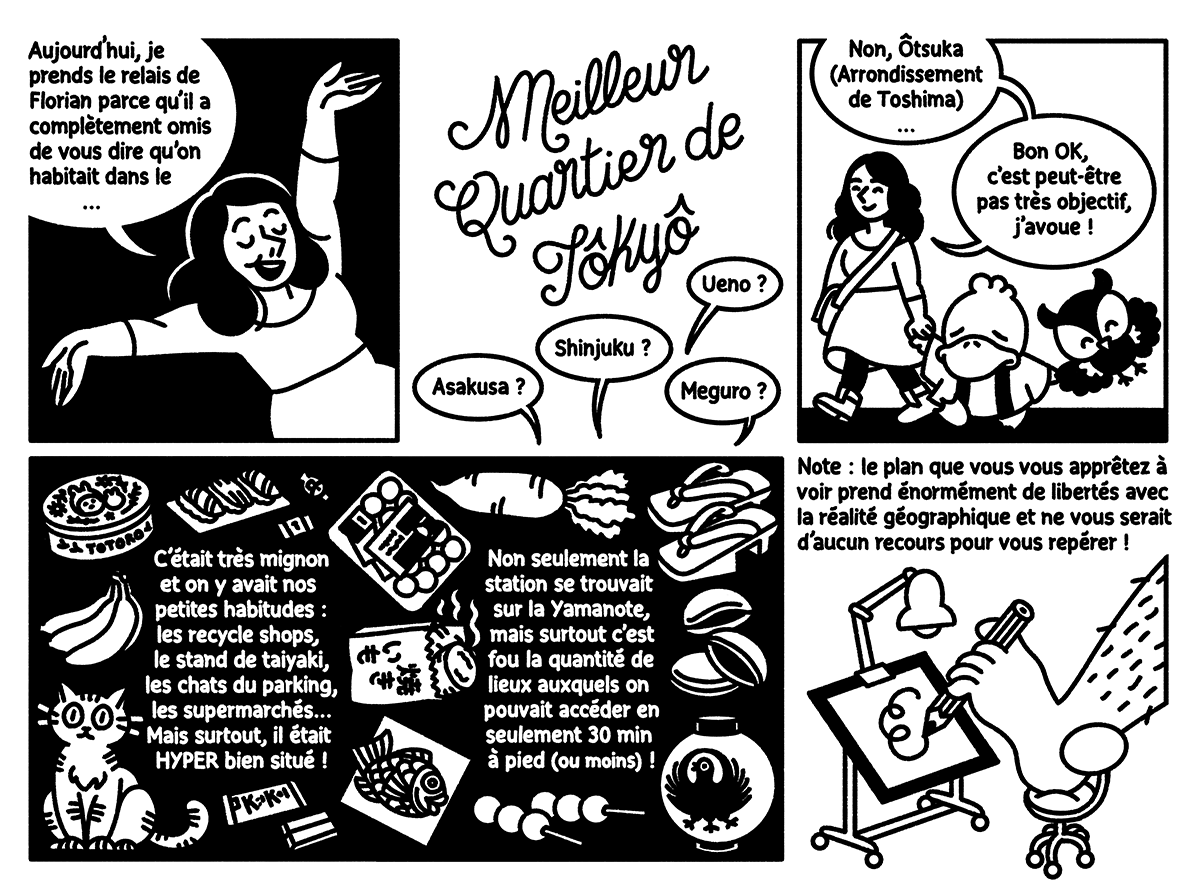 Aujourd'hui, je
prends le relais de
Florian parce qu'il a
complètement omis
de vous dire qu'on
habitait dans le
...
Meilleur
Quartier de
Tôkyô
Ueno ?
Shinjuku ?
Asakusa ?
Meguro ?
Non, Ôtsuka
(Arrondissement
de Toshima)
...
Bon OK,
c'est peut-être
pas très objectif,
j'avoue !
TOTORO
C'était très mignon
et on y avait nos
petites habitudes :
les recycle shops,
le stand de taiyaki,
les chats du parking,
les supermarchés...
Mais surtout, il était
HYPER bien situé !
Non seulement la
station se trouvait
sur la Yamanote,
mais surtout c'est
fou la quantité de
lieux auxquels on
pouvait accéder en
seulement 30 min
à pied (ou moins) !
Note : le plan que vous vous apprêtez à
voir prend énormément de libertés avec
la réalité géographique et ne vous serait
d'aucun recours pour vous repérer !